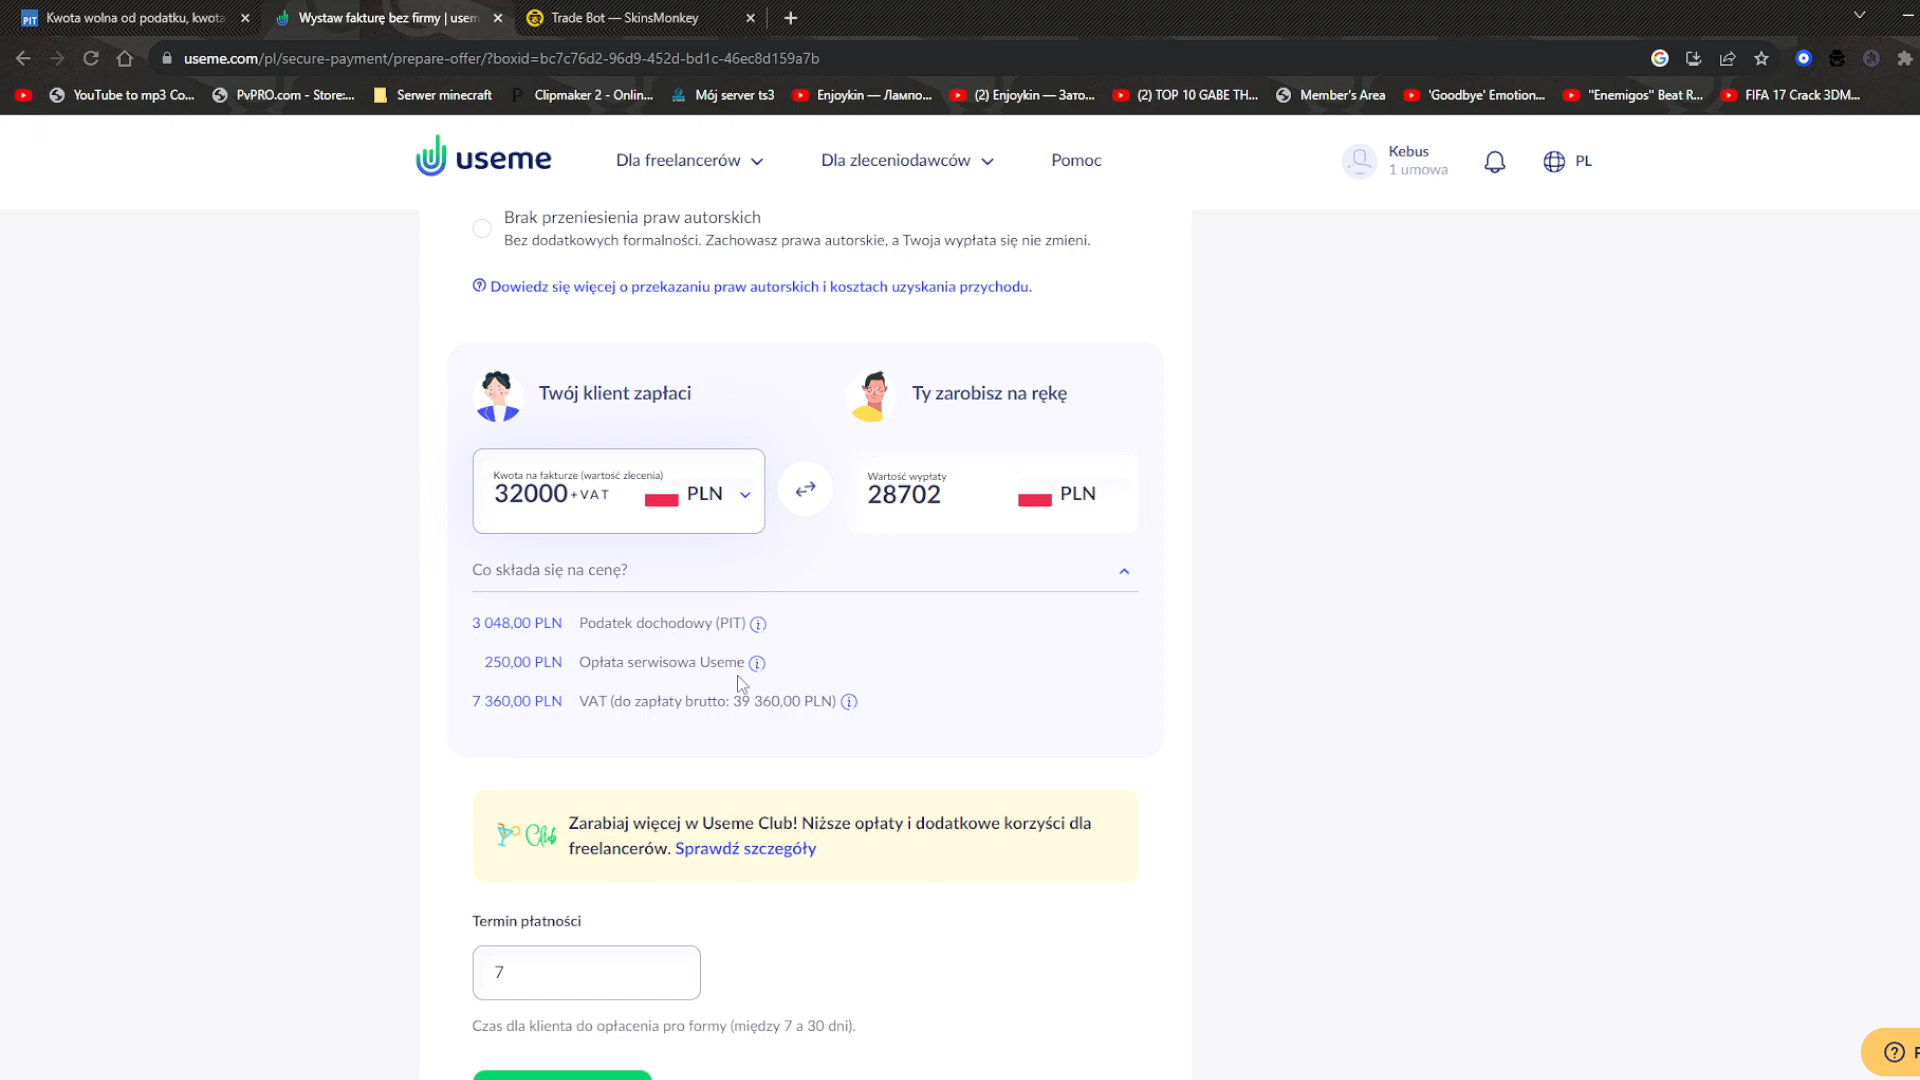 Kwota wolna od podatku, kwota
Wystaw fakturę bez firmy | usem
Trade Bot — SkinsMonkey
useme.com/pl/secure-payment/prepare-offer/?boxid=bc7c76d2-96d9-452d-bd1c-46ec8d159a7b
YouTube to mp3 Co...
PvPRO.com - Store:...
Serwer minecraft
Clipmaker 2 - Onlin...
Mój server ts3
Enjoykin — Лампо...
(2) Enjoykin — Зато...
(2) TOP 10 GABE TH...
Member's Area
'Goodbye' Emotion...
"Enemigos" Beat R...
FIFA 17 Crack 3DM...
useme
Dla freelancerów
Dla zleceniodawców
Pomoc
Kebus
1 umowa
PL
Brak przeniesienia praw autorskich
Bez dodatkowych formalności. Zachowasz prawa autorskie, a Twoja wypłata się nie zmieni.
Dowiedz się więcej o przekazaniu praw autorskich i kosztach uzyskania przychodu.
Twój klient zapłaci
Ty zarobisz na rękę
Kwota na fakturze (wartość zlecenia)
32000 +VAT PLN
Wartość wypłaty
28702 PLN
Co składa się na cenę?
3 048,00 PLN Podatek dochodowy (PIT)
250,00 PLN Opłata serwisowa Useme
7 360,00 PLN VAT (do zapłaty brutto: 39 360,00 PLN)
Club
Zarabiaj więcej w Useme Club! Niższe opłaty i dodatkowe korzyści dla
freelancerów. Sprawdź szczegóły
Termin płatności
7
Czas dla klienta do opłacenia pro formy (między 7 a 30 dni).